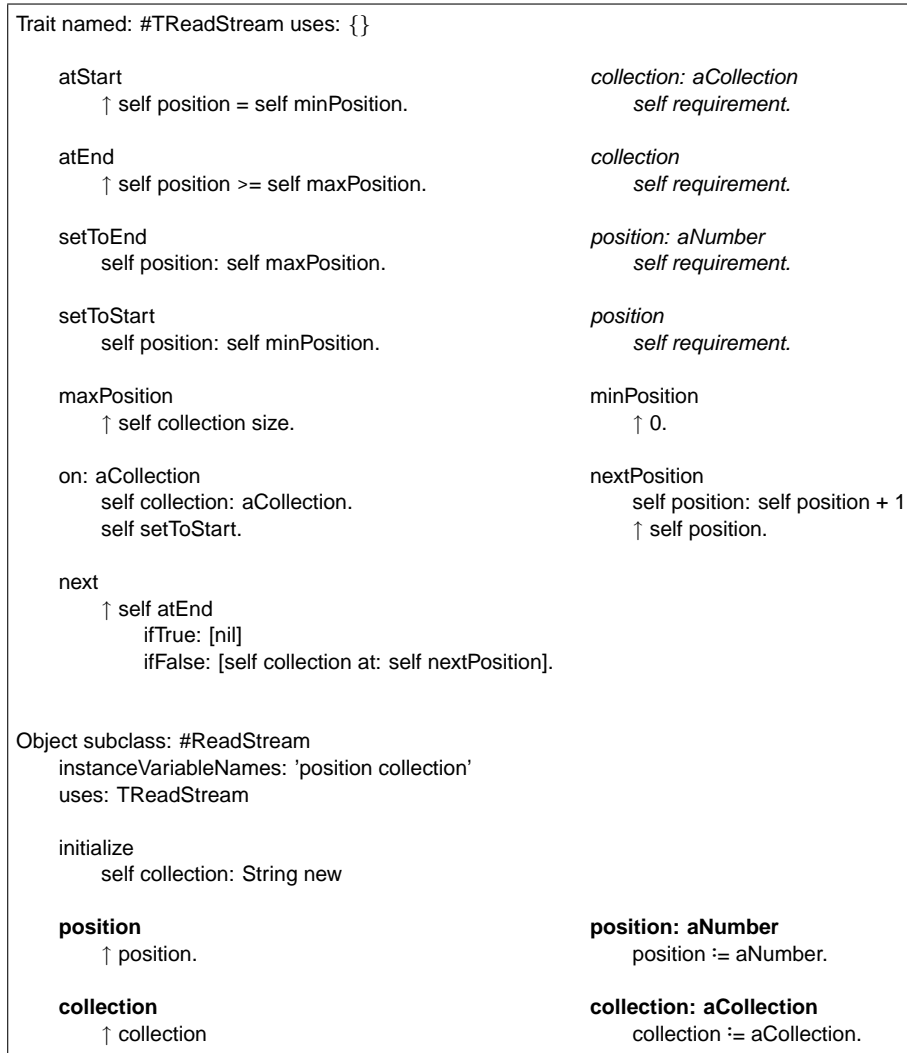 Trait named: #TReadStream uses: {}
atStart
↑ self position = self minPosition.
collection: aCollection
self requirement.
atEnd
↑ self position >= self maxPosition.
collection
self requirement.
setToEnd
self position: self maxPosition.
position: aNumber
self requirement.
setToStart
self position: self minPosition.
position
self requirement.
maxPosition
↑ self collection size.
minPosition
↑ 0.
on: aCollection
self collection: aCollection.
self setToStart.
nextPosition
self position: self position + 1
↑ self position.
next
↑ self atEnd
ifTrue: [nil]
ifFalse: [self collection at: self nextPosition].
Object subclass: #ReadStream
instanceVariableNames: ’position collection’
uses: TReadStream
initialize
self collection: String new
position
↑ position.
position: aNumber
position := aNumber.
collection
↑ collection
collection: aCollection
collection := aCollection.